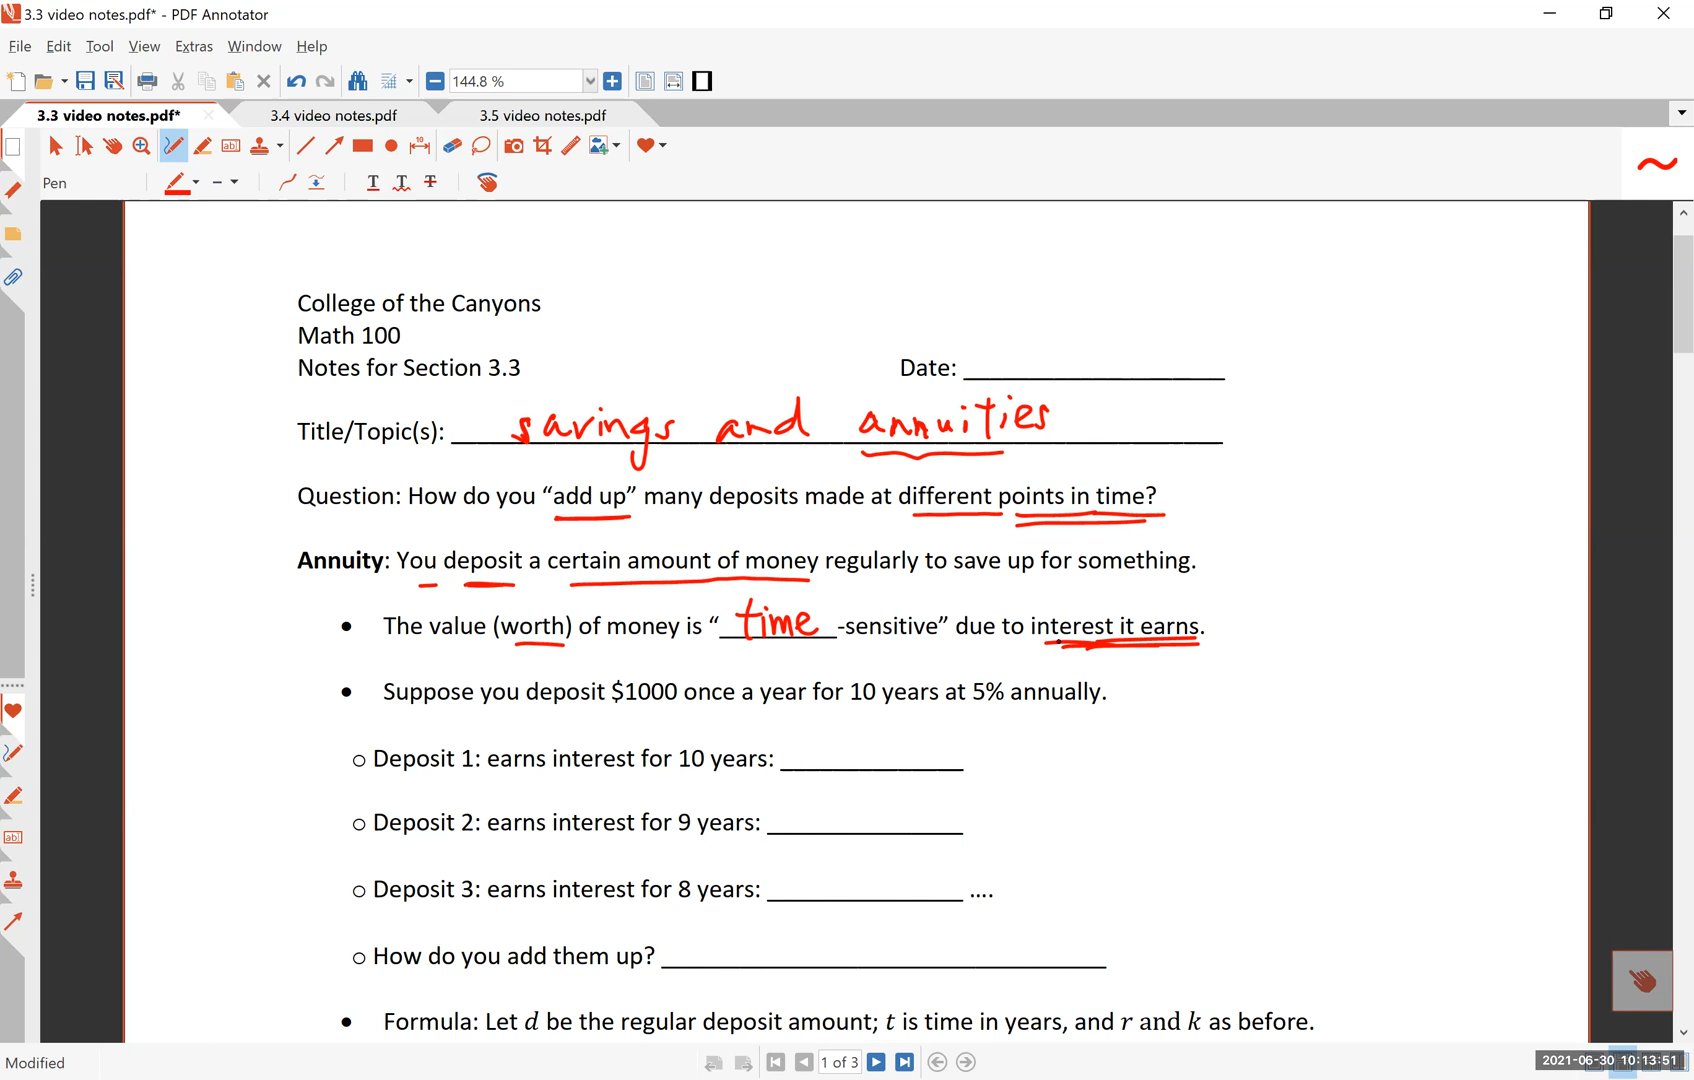 3.3 video notes.pdf* - PDF Annotator
File Edit Tool View Extras Window Help
144.8 %
3.3 video notes.pdf* 3.4 video notes.pdf 3.5 video notes.pdf
Pen
College of the Canyons
Math 100
Notes for Section 3.3 Date: ____________________
Title/Topic(s): savings and annuities
Question: How do you “add up” many deposits made at different points in time?
Annuity: You deposit a certain amount of money regularly to save up for something.
• The value (worth) of money is “ time -sensitive” due to interest it earns.
• Suppose you deposit $1000 once a year for 10 years at 5% annually.
o Deposit 1: earns interest for 10 years: ______________
o Deposit 2: earns interest for 9 years: _______________
o Deposit 3: earns interest for 8 years: _______________ ....
o How do you add them up? __________________________________
• Formula: Let d be the regular deposit amount; t is time in years, and r and k as before.
Modified 1 of 3 2021-06-30 10:13:51